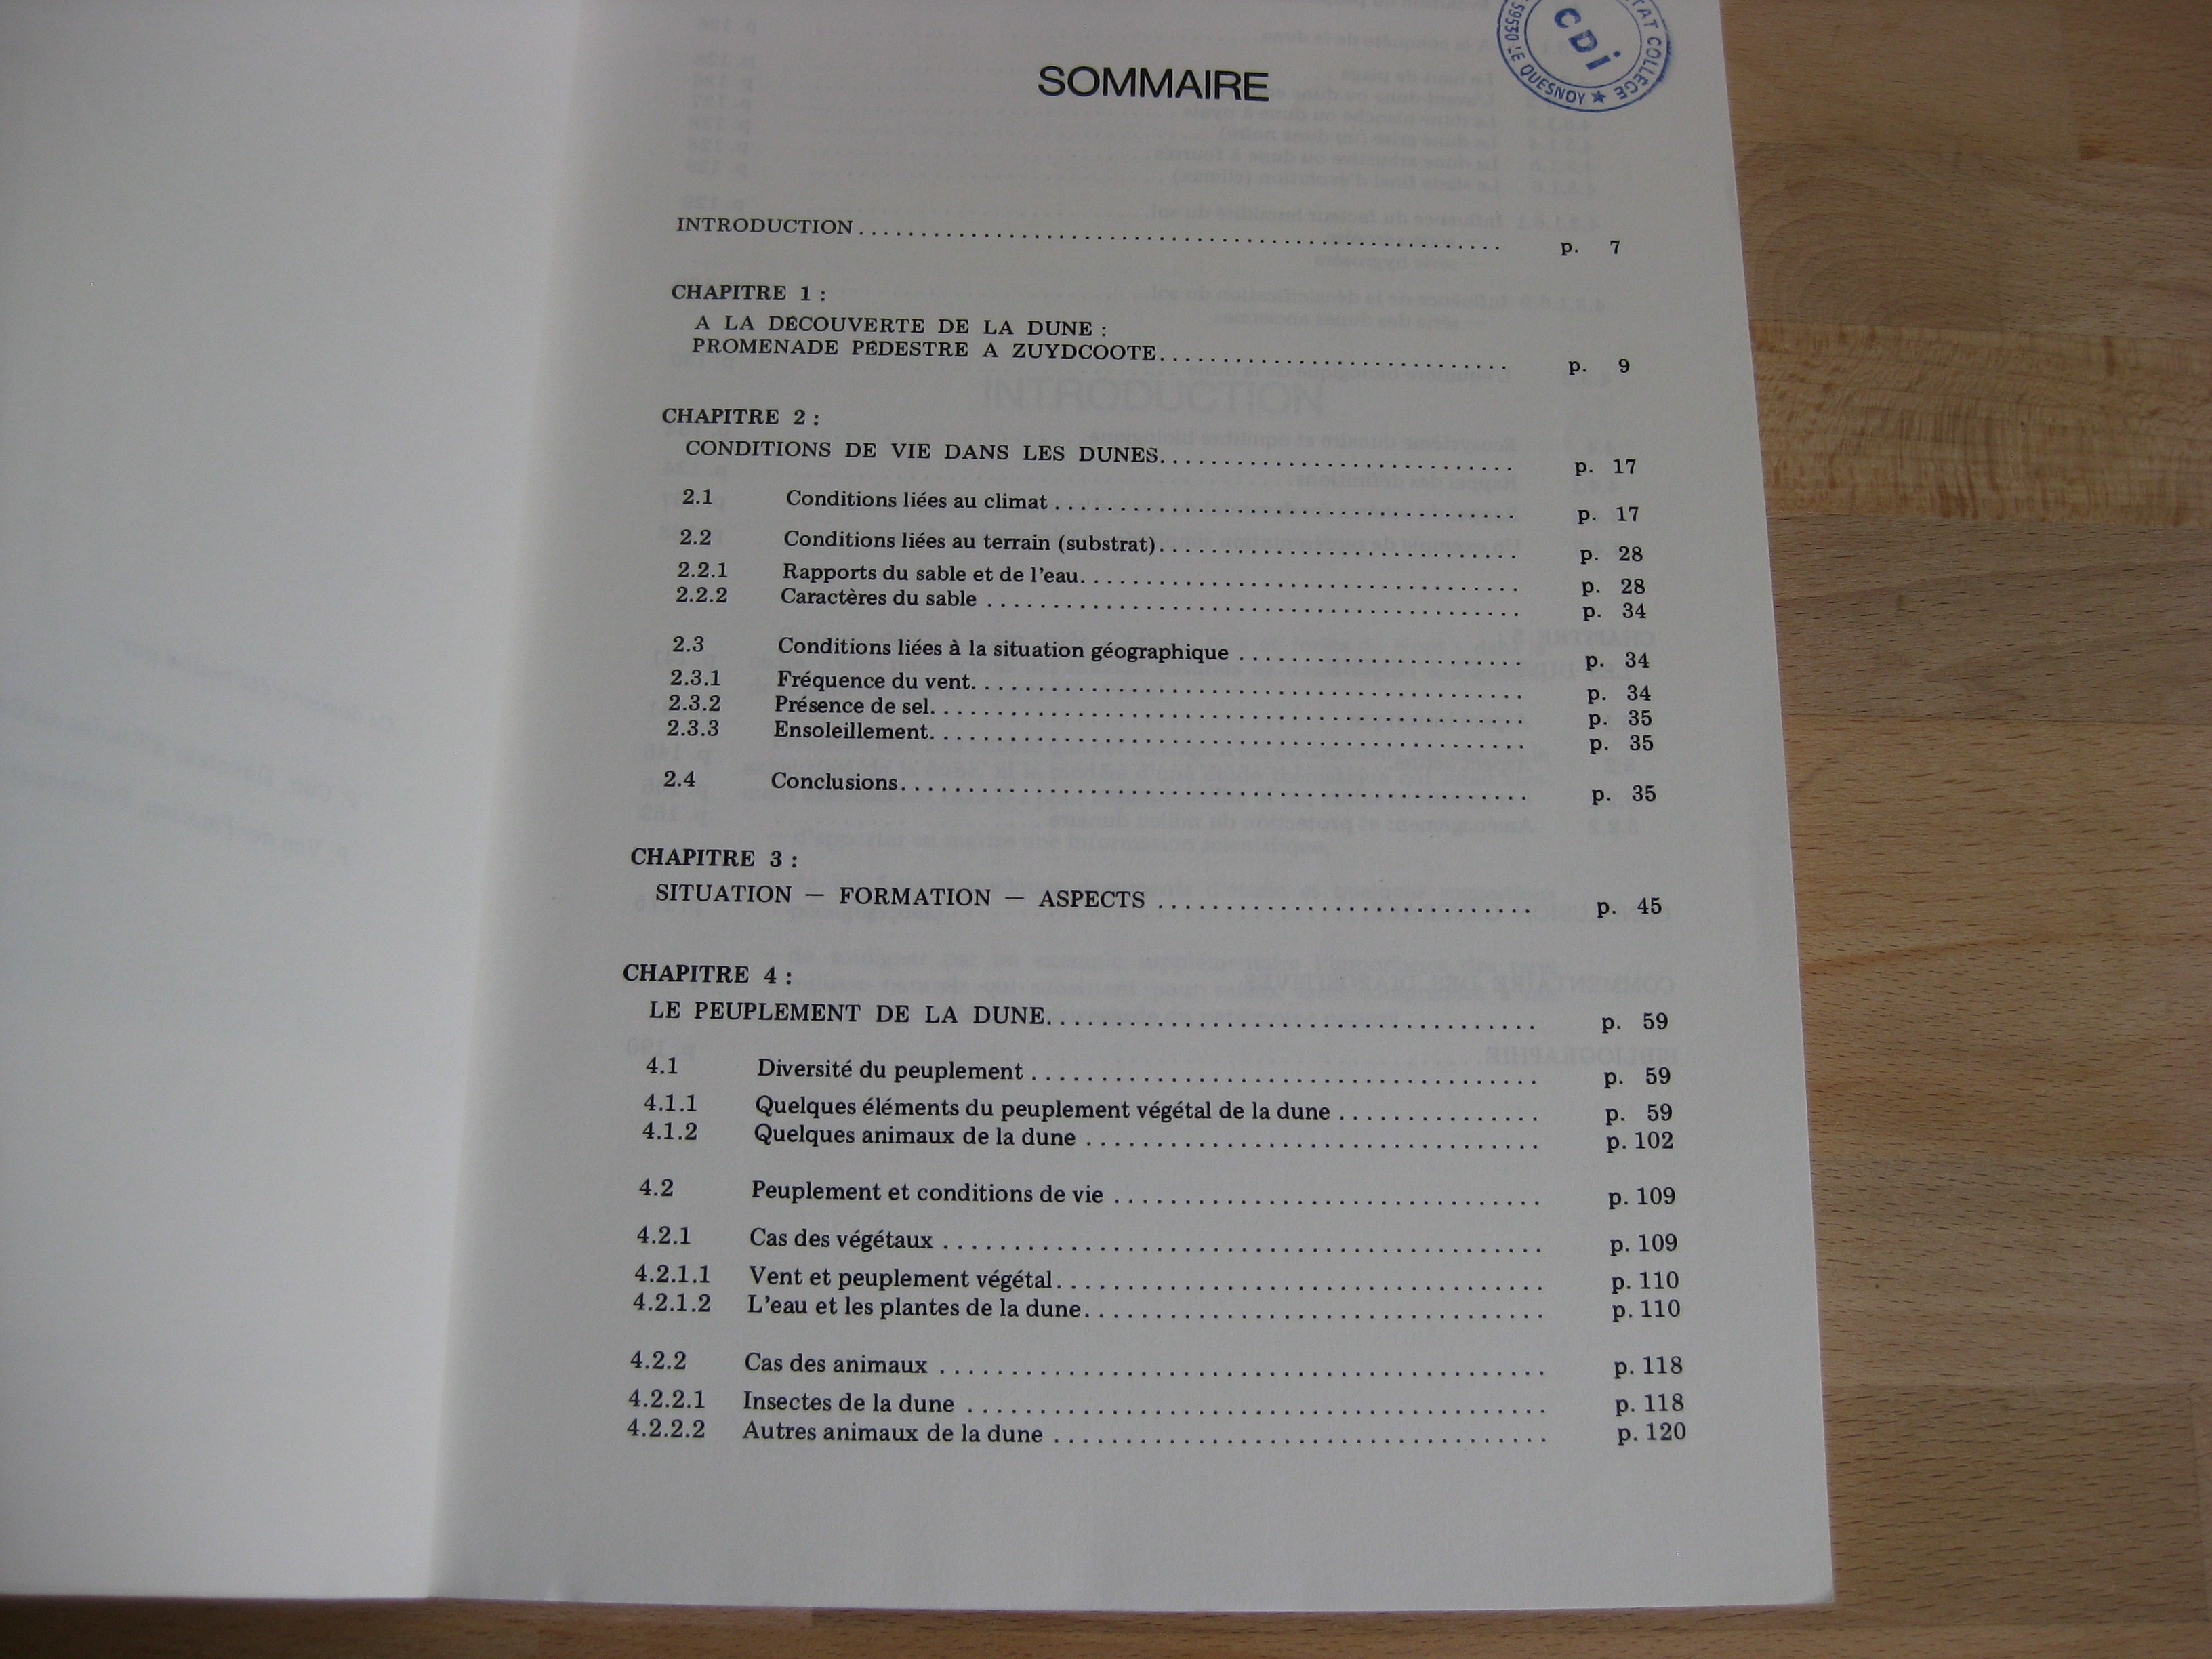 SOMMAIRE
TAT COLLEGE ★ 59530 LE QUESNOY
CDI
INTRODUCTION........ p. 7
CHAPITRE 1 :
A LA DÉCOUVERTE DE LA DUNE :
PROMENADE PÉDESTRE A ZUYDCOOTE........ p. 9
CHAPITRE 2 :
CONDITIONS DE VIE DANS LES DUNES........ p. 17
2.1 Conditions liées au climat........ p. 17
2.2 Conditions liées au terrain (substrat)........ p. 28
2.2.1 Rapports du sable et de l'eau........ p. 28
2.2.2 Caractères du sable........ p. 34
2.3 Conditions liées à la situation géographique........ p. 34
2.3.1 Fréquence du vent........ p. 34
2.3.2 Présence de sel........ p. 35
2.3.3 Ensoleillement........ p. 35
2.4 Conclusions........ p. 35
CHAPITRE 3 :
SITUATION — FORMATION — ASPECTS........ p. 45
CHAPITRE 4 :
LE PEUPLEMENT DE LA DUNE........ p. 59
4.1 Diversité du peuplement........ p. 59
4.1.1 Quelques éléments du peuplement végétal de la dune........ p. 59
4.1.2 Quelques animaux de la dune........ p. 102
4.2 Peuplement et conditions de vie........ p. 109
4.2.1 Cas des végétaux........ p. 109
4.2.1.1 Vent et peuplement végétal........ p. 110
4.2.1.2 L'eau et les plantes de la dune........ p. 110
4.2.2 Cas des animaux........ p. 118
4.2.2.1 Insectes de la dune........ p. 118
4.2.2.2 Autres animaux de la dune........ p. 120